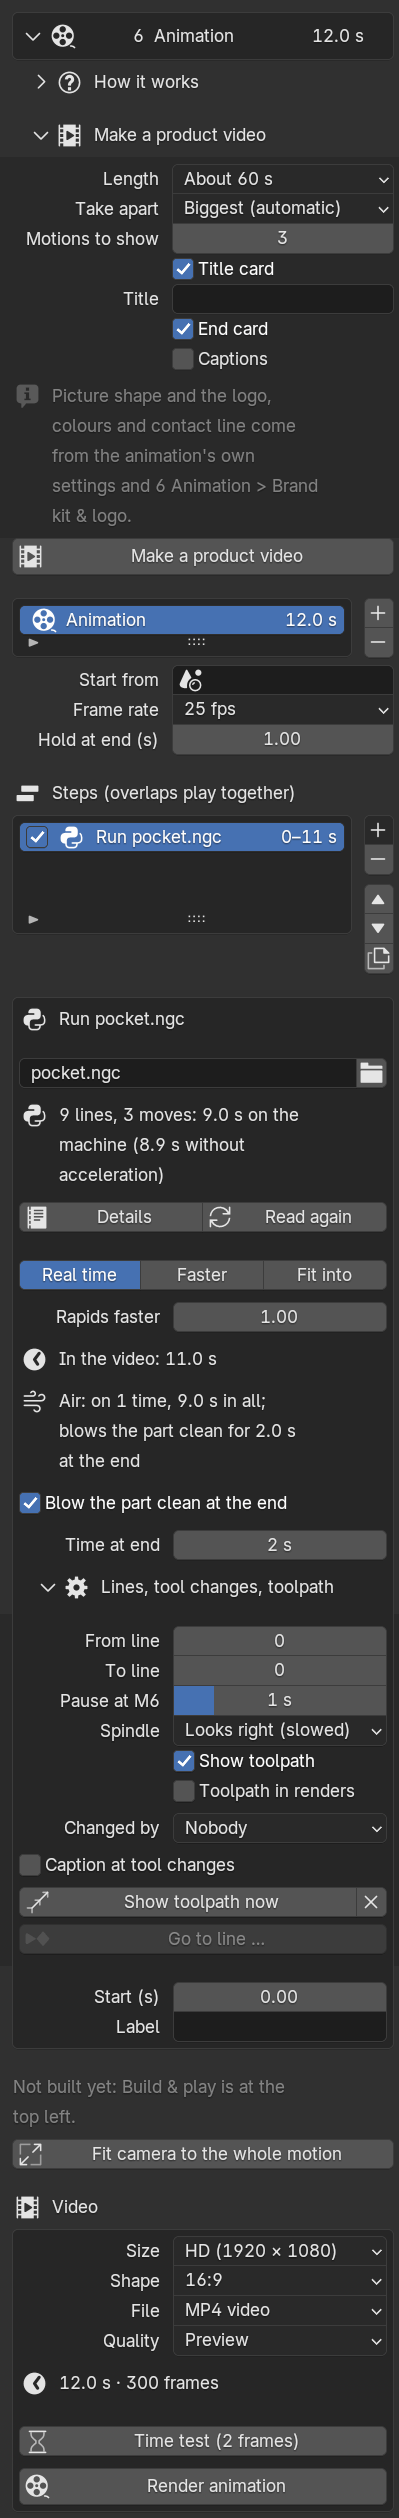 6 Animation 12.0 s
How it works
Make a product video
Length About 60 s
Take apart Biggest (automatic)
Motions to show 3
Title card
Title
End card
Captions
Picture shape and the logo,
colours and contact line come
from the animation's own
settings and 6 Animation > Brand
kit & logo.
Make a product video
Animation 12.0 s
Start from
Frame rate 25 fps
Hold at end (s) 1.00
Steps (overlaps play together)
Run pocket.ngc 0–11 s
Run pocket.ngc
pocket.ngc
9 lines, 3 moves: 9.0 s on the
machine (8.9 s without
acceleration)
Details Read again
Real time Faster Fit into
Rapids faster 1.00
In the video: 11.0 s
Air: on 1 time, 9.0 s in all;
blows the part clean for 2.0 s
at the end
Blow the part clean at the end
Time at end 2 s
Lines, tool changes, toolpath
From line 0
To line 0
Pause at M6 1 s
Spindle Looks right (slowed)
Show toolpath
Toolpath in renders
Changed by Nobody
Caption at tool changes
Show toolpath now
Go to line ...
Start (s) 0.00
Label
Not built yet: Build & play is at the
top left.
Fit camera to the whole motion
Video
Size HD (1920 × 1080)
Shape 16:9
File MP4 video
Quality Preview
12.0 s · 300 frames
Time test (2 frames)
Render animation